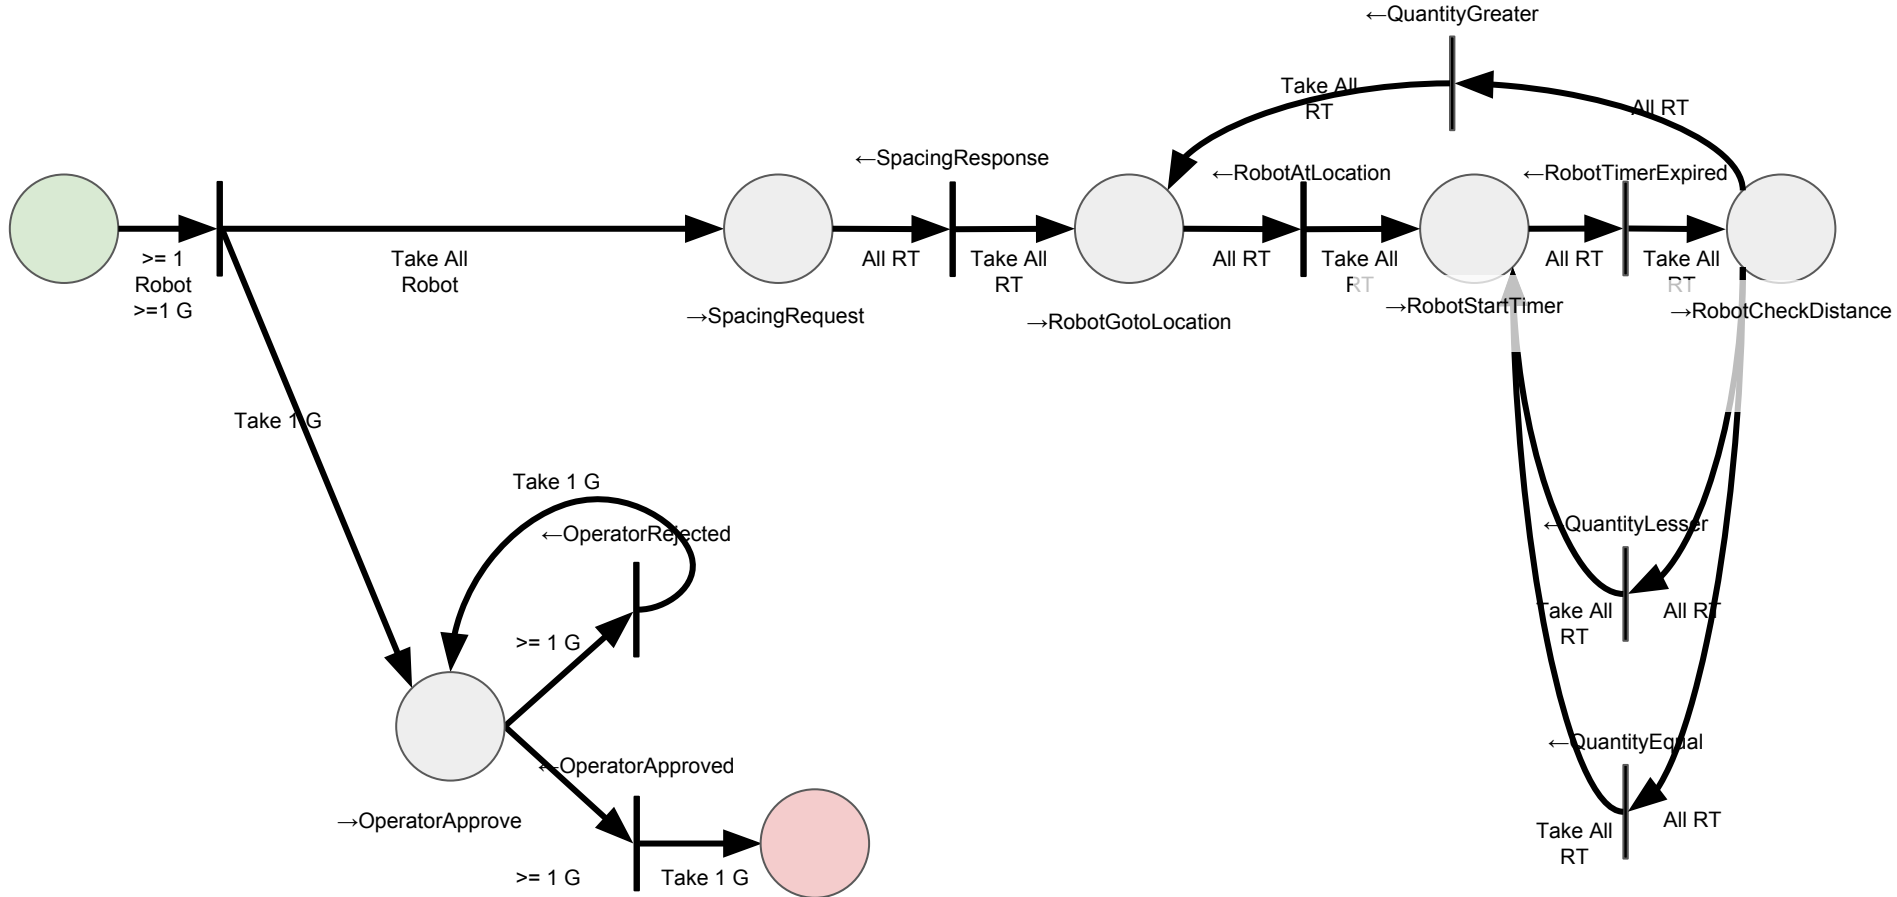 ←QuantityGreater
Take All
RT
All RT
←SpacingResponse
←RobotAtLocation
←RobotTimerExpired
>= 1
Robot
>=1 G
Take All
Robot
All RT
Take All
RT
All RT
Take All
RT
All RT
Take All
RT
→SpacingRequest
→RobotGotoLocation
→RobotStartTimer
→RobotCheckDistance
Take 1 G
Take 1 G
←OperatorRejected
←QuantityLesser
>= 1 G
Take All
RT
All RT
←QuantityEqual
←OperatorApproved
→OperatorApprove
Take All
RT
All RT
>= 1 G
Take 1 G